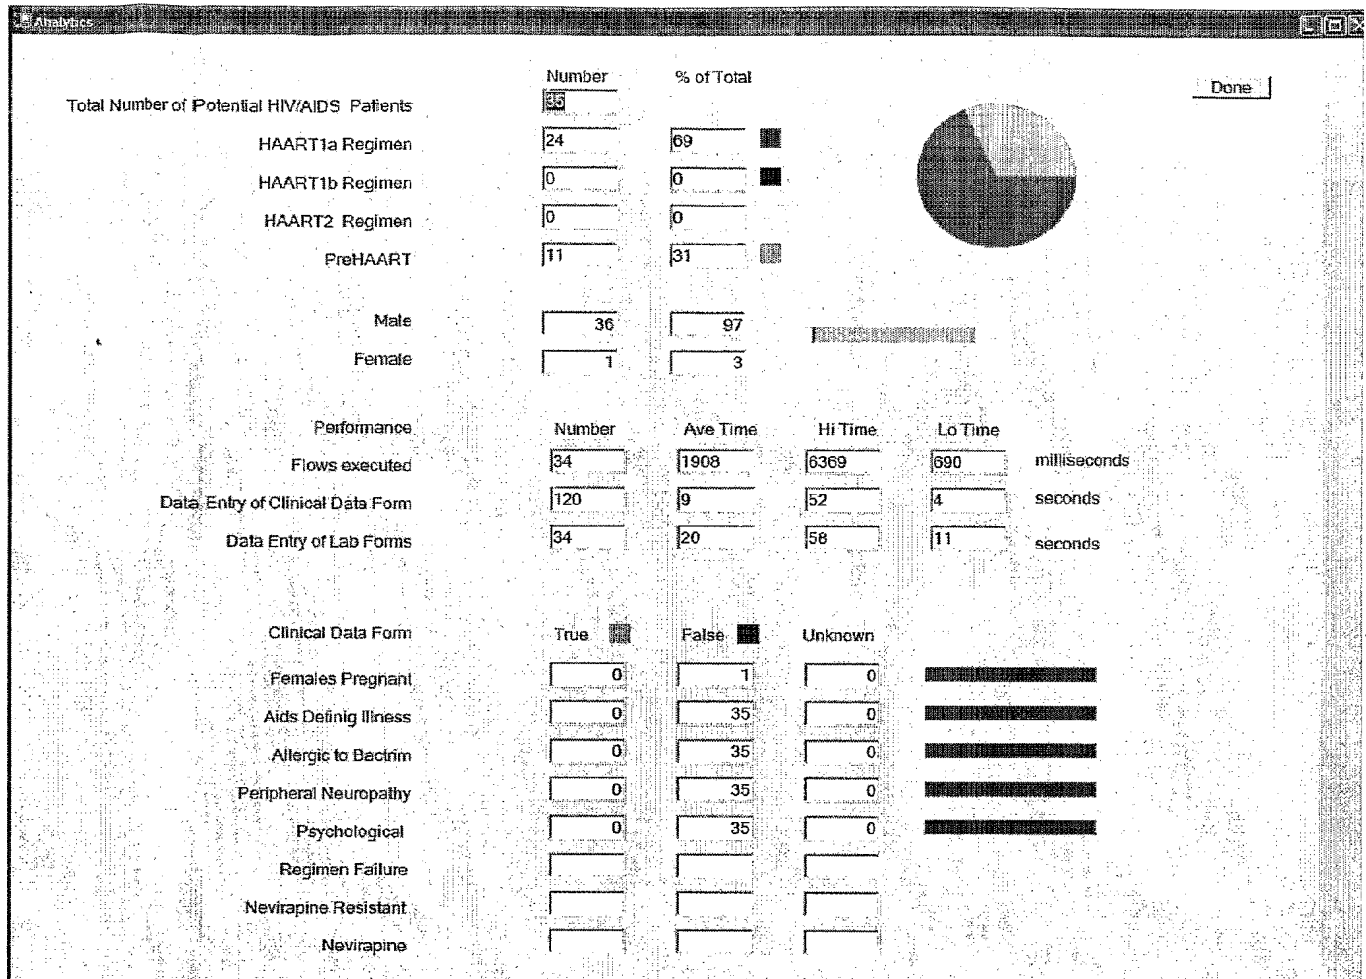 Analytics
Number % of Total
Done
Total Number of Potential HIV/AIDS Patients 35
HAART1a Regimen 24 69
HAART1b Regimen 0 0
HAART2 Regimen 0 0
PreHAART 11 31
Male 36 97
Female 1 3
Performance Number Ave Time Hi Time Lo Time
Flows executed 34 1908 6369 690 milliseconds
Data Entry of Clinical Data Form 120 9 52 4 seconds
Data Entry of Lab Forms 34 20 58 11 seconds
Clinical Data Form True False Unknown
Females Pregnant 0 1 0
Aids Definig Illness 0 35 0
Allergic to Bactrim 0 35 0
Peripheral Neuropathy 0 35 0
Psychological 0 35 0
Regimen Failure
Nevirapine Resistant
Nevirapine